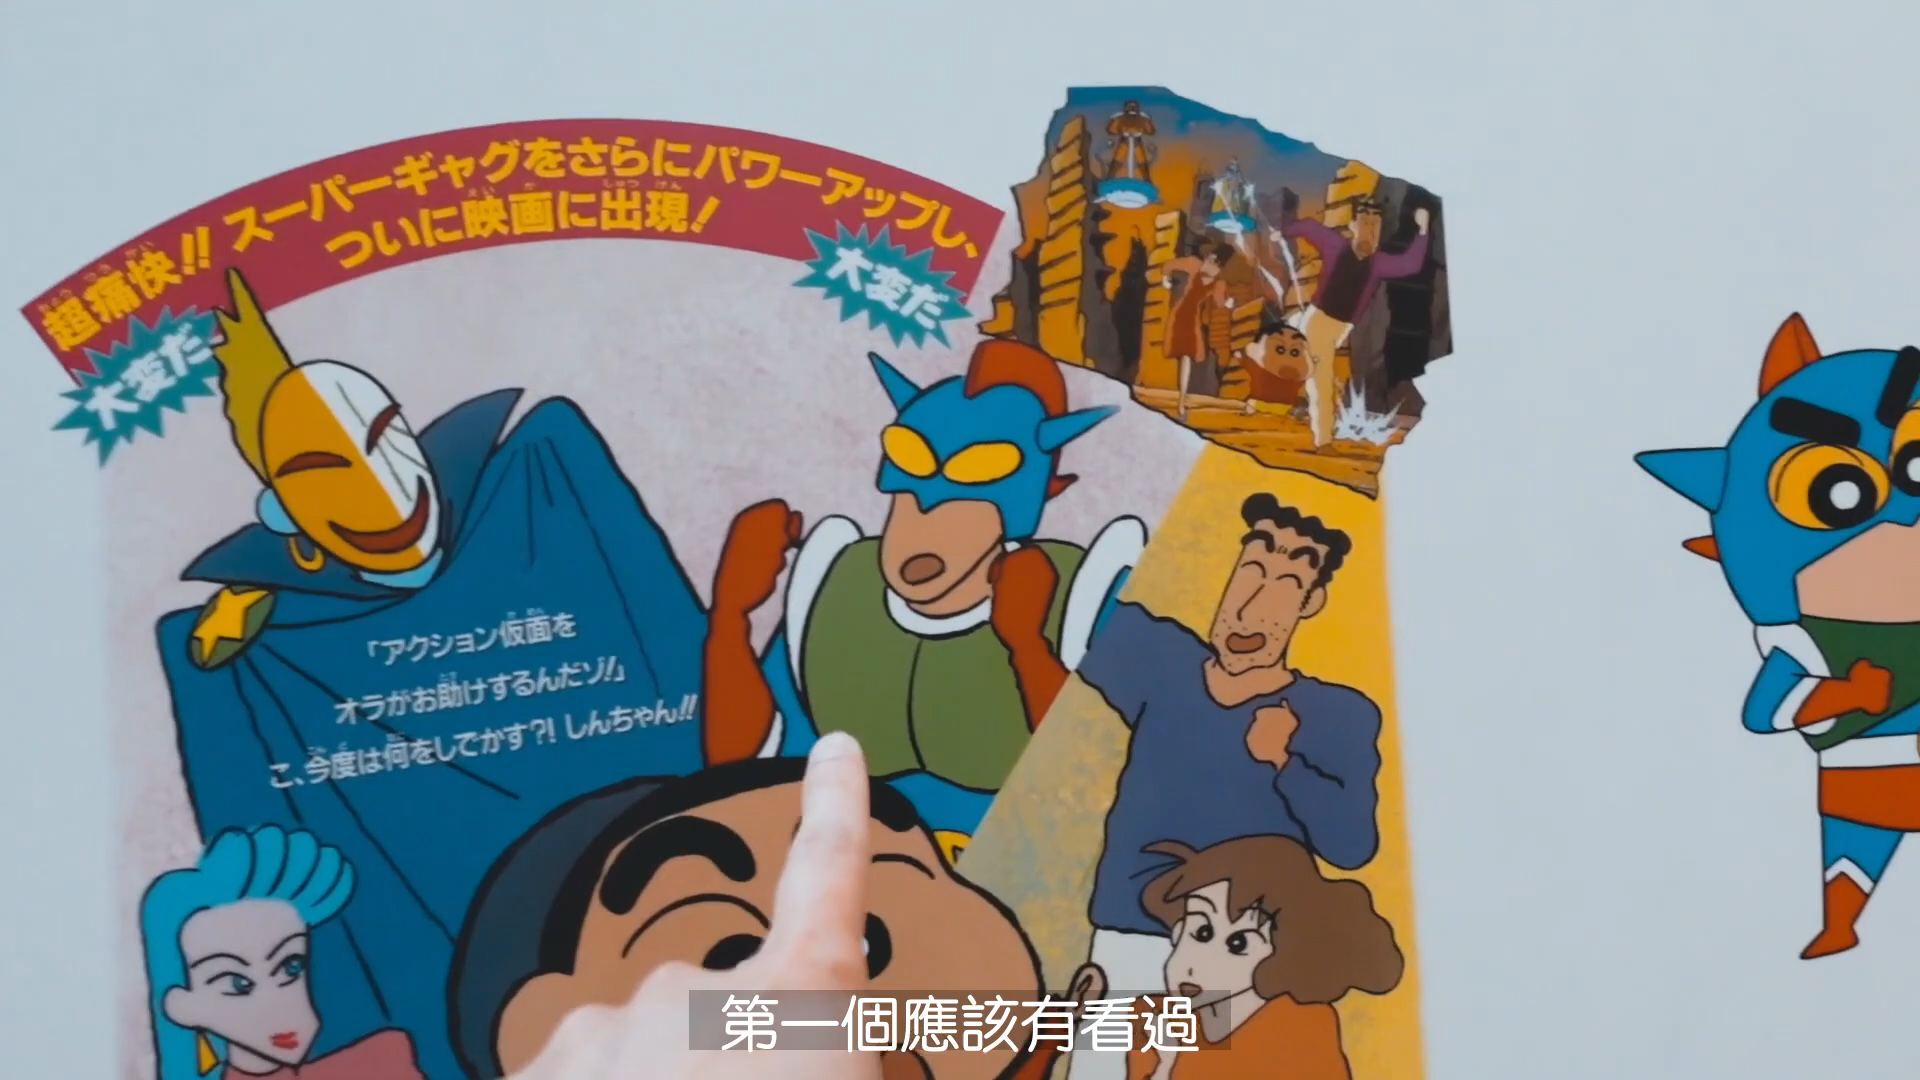 超痛快!! スーパーギャグをさらにパワーアップし、
ついに映画に出現!
大変だ
大変だ
「アクション仮面を
オラがお助けするんだゾ!」
こ、今度は何をしでかす?! しんちゃん!!
第一個應該有看過